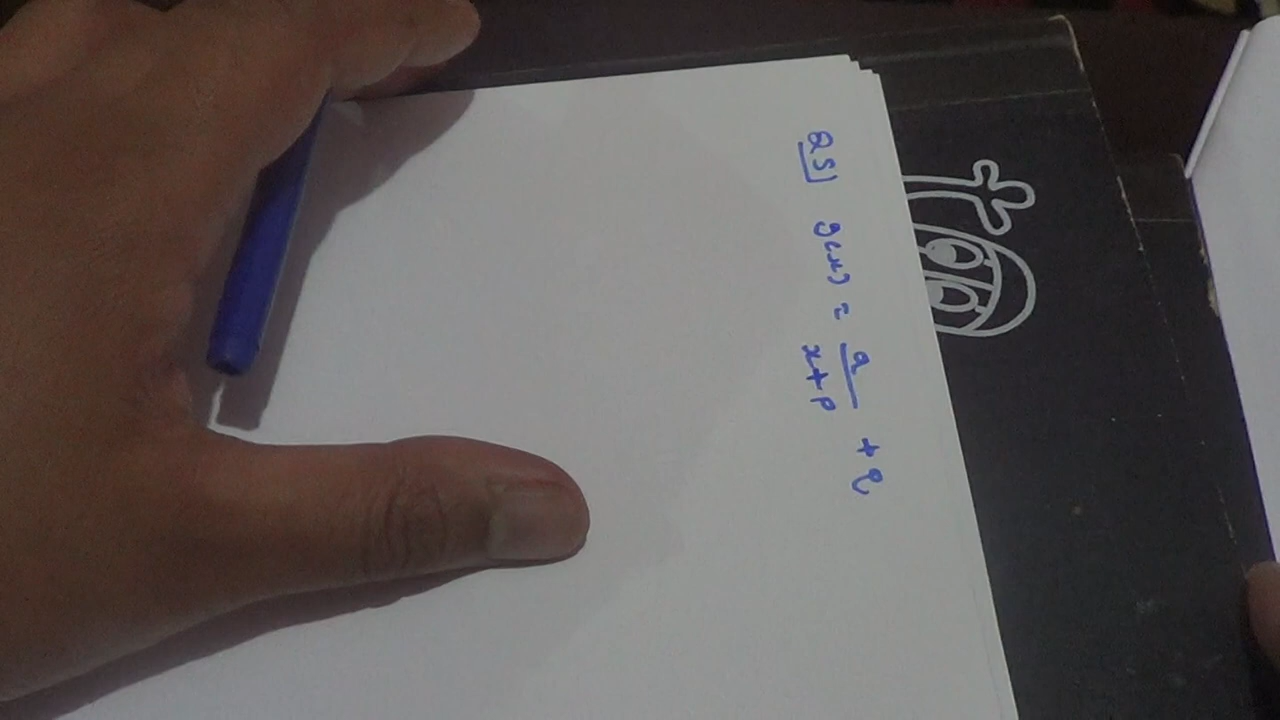 Q5] g(x) = a/(x+p) + q